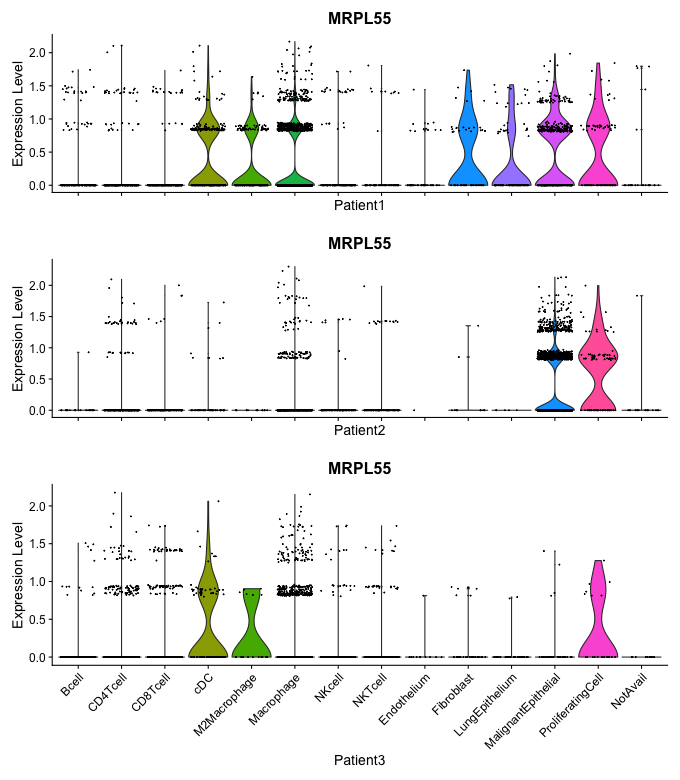 MRPL55
Expression Level
2.0
1.5
1.0
0.5
0.0
Patient1
MRPL55
Expression Level
2.0
1.5
1.0
0.5
0.0
Patient2
MRPL55
Expression Level
2.0
1.5
1.0
0.5
0.0
Bcell
CD4Tcell
CD8Tcell
cDC
M2Macrophage
Macrophage
NKcell
NKTcell
Endothelium
Fibroblast
LungEpithelium
MalignantEpithelial
ProliferatingCell
NotAvail
Patient3